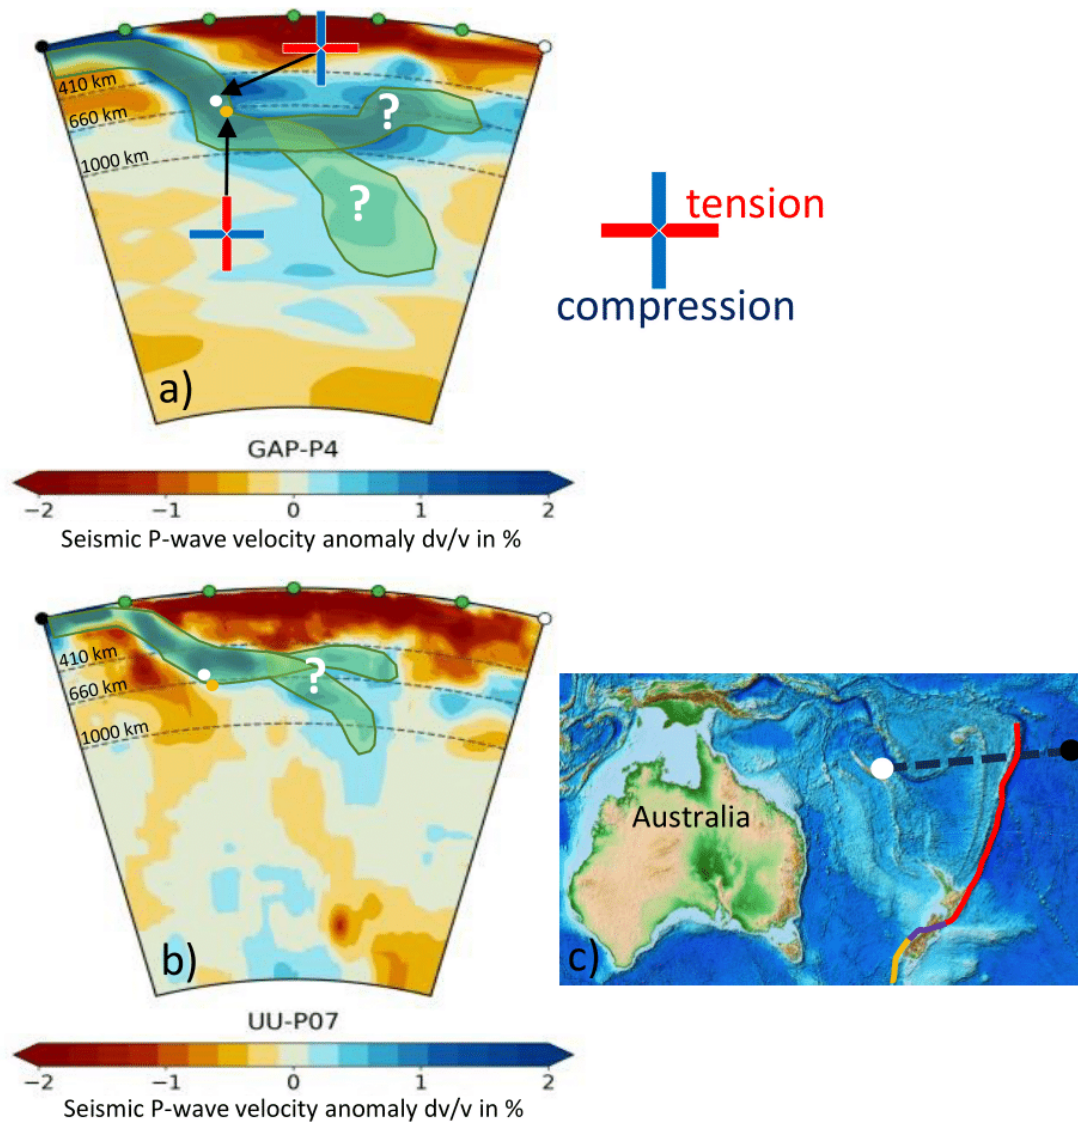 410 km
660 km
1000 km
?
?
a)
tension
compression
GAP-P4
−2
−1
0
1
2
Seismic P-wave velocity anomaly dv/v in %
410 km
660 km
1000 km
?
b)
Australia
c)
UU-P07
−2
−1
0
1
2
Seismic P-wave velocity anomaly dv/v in %